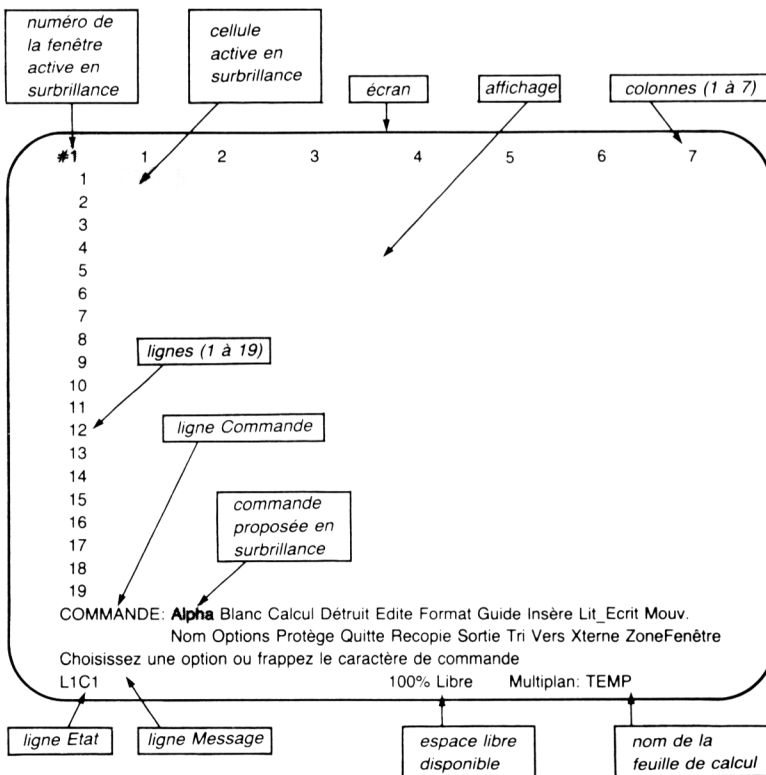 numéro de
la fenêtre
active en
surbrillance
cellule
active en
surbrillance
écran
affichage
colonnes (1 à 7)
#1 1 2 3 4 5 6 7
1
2
3
4
5
6
7
8
lignes (1 à 19)
9
10
11
12
ligne Commande
13
14
15
16
17
18
19
commande
proposée en
surbrillance
COMMANDE: Alpha Blanc Calcul Détruit Edite Format Guide Insère Lit_Ecrit Mouv.
Nom Options Protège Quitte Recopie Sortie Tri Vers Xterne ZoneFenêtre
Choisissez une option ou frappez le caractère de commande
L1C1 100% Libre Multiplan: TEMP
ligne Etat
ligne Message
espace libre
disponible
nom de la
feuille de calcul